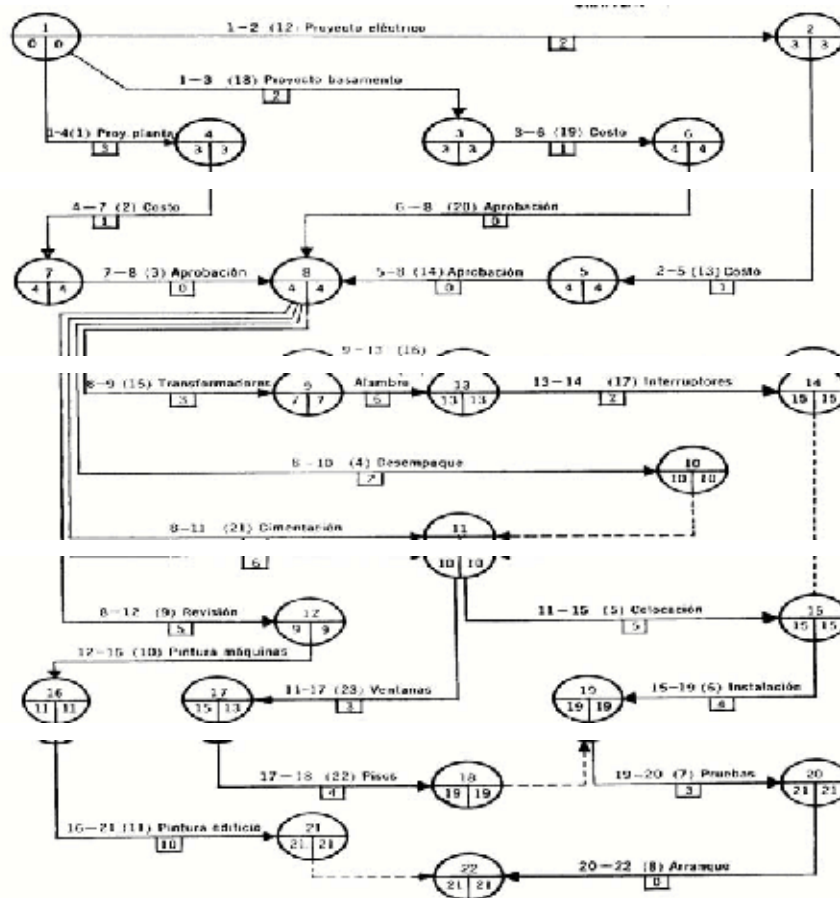 1
0 0
1-2 (12) Proyecto eléctrico
2
2
3 3
1-3 (18) Proyecto basamento
2
1-4(1) Proy. planta
3
4
3 3
3
3 3
3-6 (19) Costo
1
6
4 4
4-7 (2) Costo
1
6-8 (20) Aprobación
0
7
4 4
7-8 (3) Aprobación
0
8
4 4
5-8 (14) Aprobación
0
5
4 4
2-5 (13) Costo
1
9-13 (16)
8-9 (15) Transformadores
3
9
7 7
Alambre
6
13
13 13
13-14 (17) Interruptores
2
14
15 15
8-10 (4) Desempaque
10
10 10
8-11 (21) Cimentación
6
11
10 10
8-12 (9) Revisión
5
12
9 9
11-15 (5) Colocación
5
15
15 15
12-16 (10) Pintura máquinas
16
11 11
17
15 13
11-17 (23) Ventanas
3
19
19 19
15-19 (6) Instalación
4
17-18 (22) Pisos
4
18
19 19
19-20 (7) Pruebas
3
20
21 21
16-21 (11) Pintura edificio
10
21
21 21
22
21 21
20-22 (8) Arranque
0